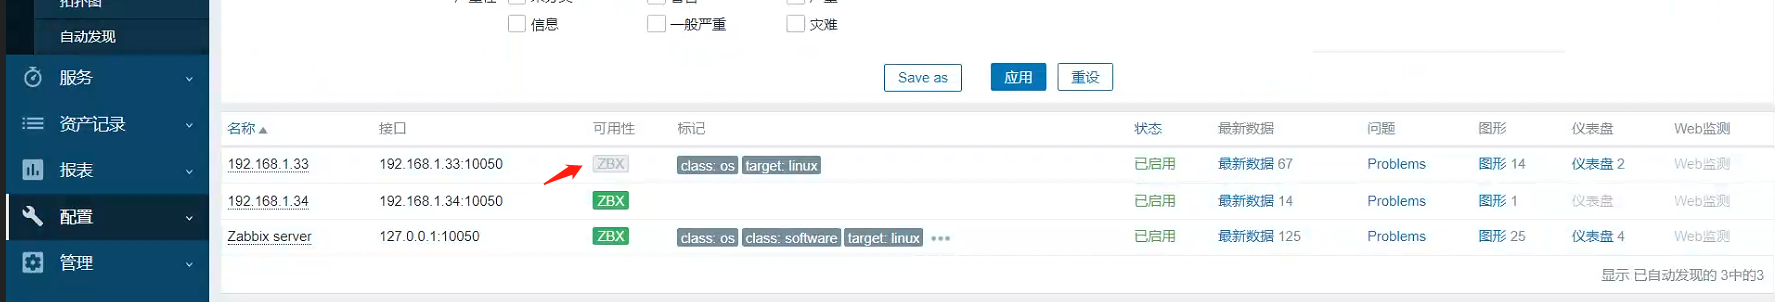 自动发现
信息 一般严重 灾难
服务
Save as 应用 重设
资产记录
名称 接口 可用性 标记 状态 最新数据 问题 图形 仪表盘 Web监测
报表
192.168.1.33 192.168.1.33:10050 ZBX class: os target: linux 已启用 最新数据 67 Problems 图形 14 仪表盘 2 Web监测
配置
192.168.1.34 192.168.1.34:10050 ZBX 已启用 最新数据 14 Problems 图形 1 仪表盘 Web监测
Zabbix server 127.0.0.1:10050 ZBX class: os class: software target: linux ••• 已启用 最新数据 125 Problems 图形 25 仪表盘 4 Web监测
管理
显示 已自动发现的 3中的3